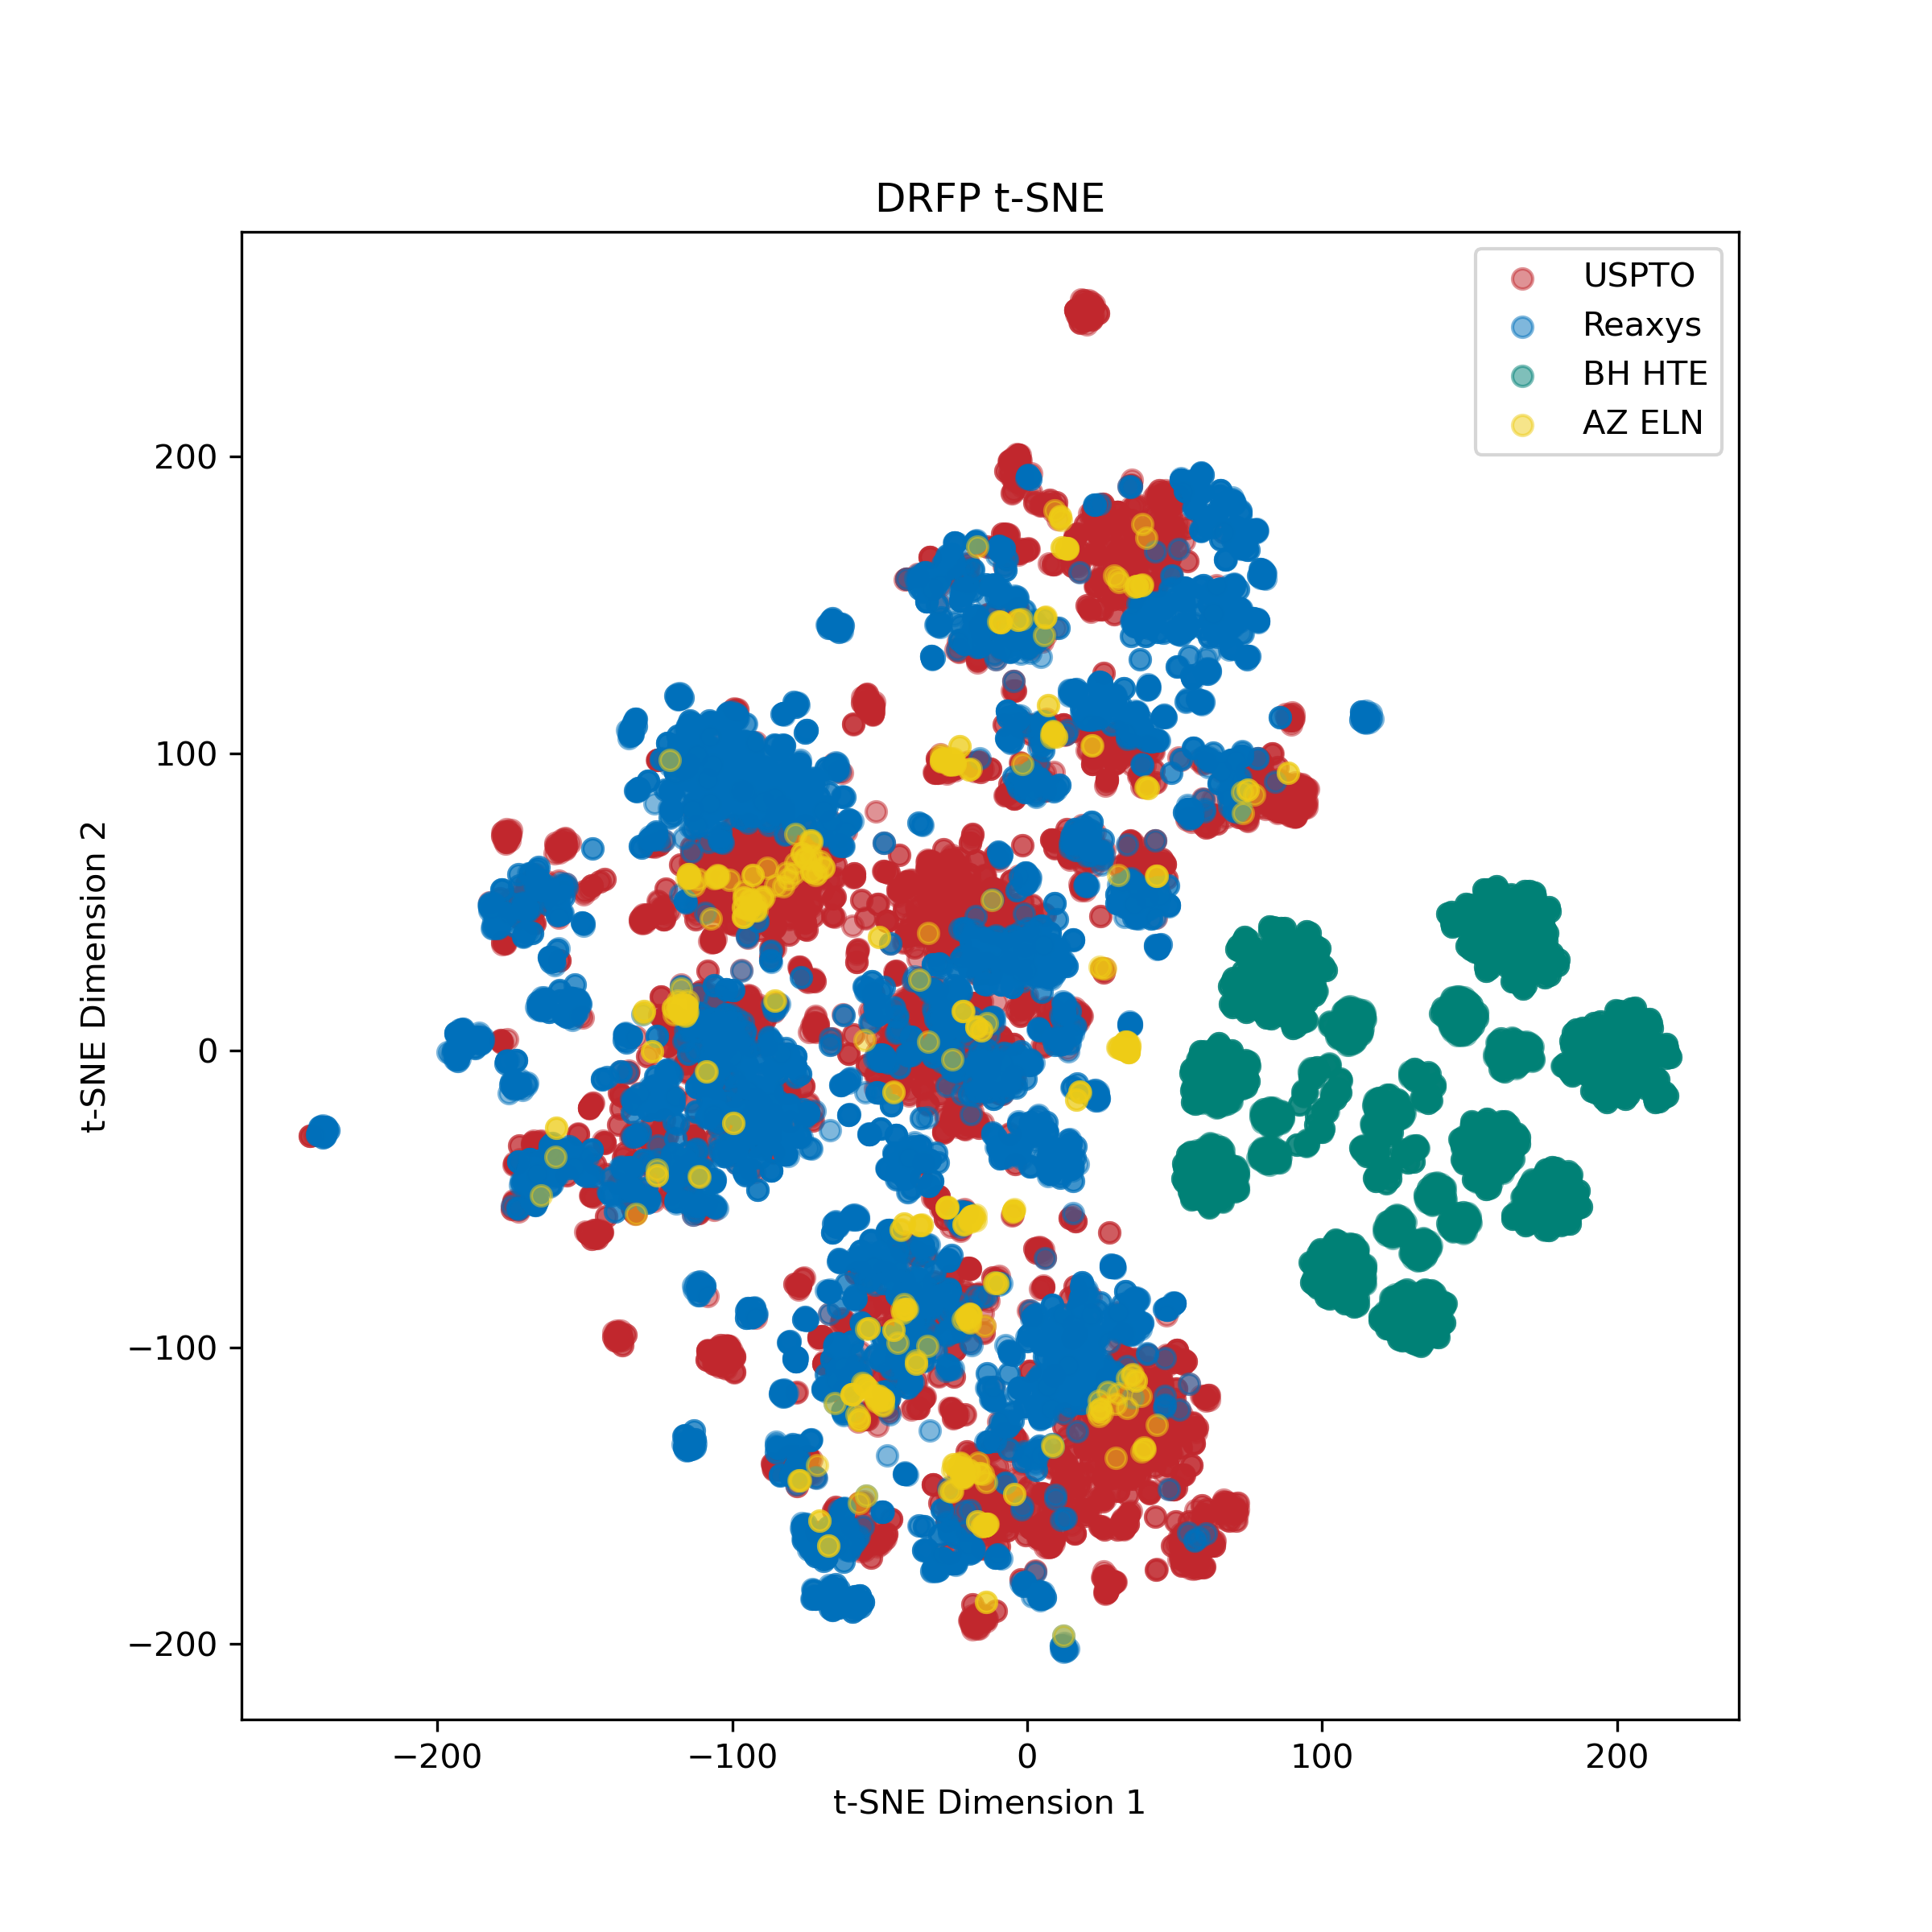 DRFP t-SNE
USPTO
Reaxys
BH HTE
AZ ELN
t-SNE Dimension 2
200
100
0
−100
−200
−200 −100 0 100 200
t-SNE Dimension 1